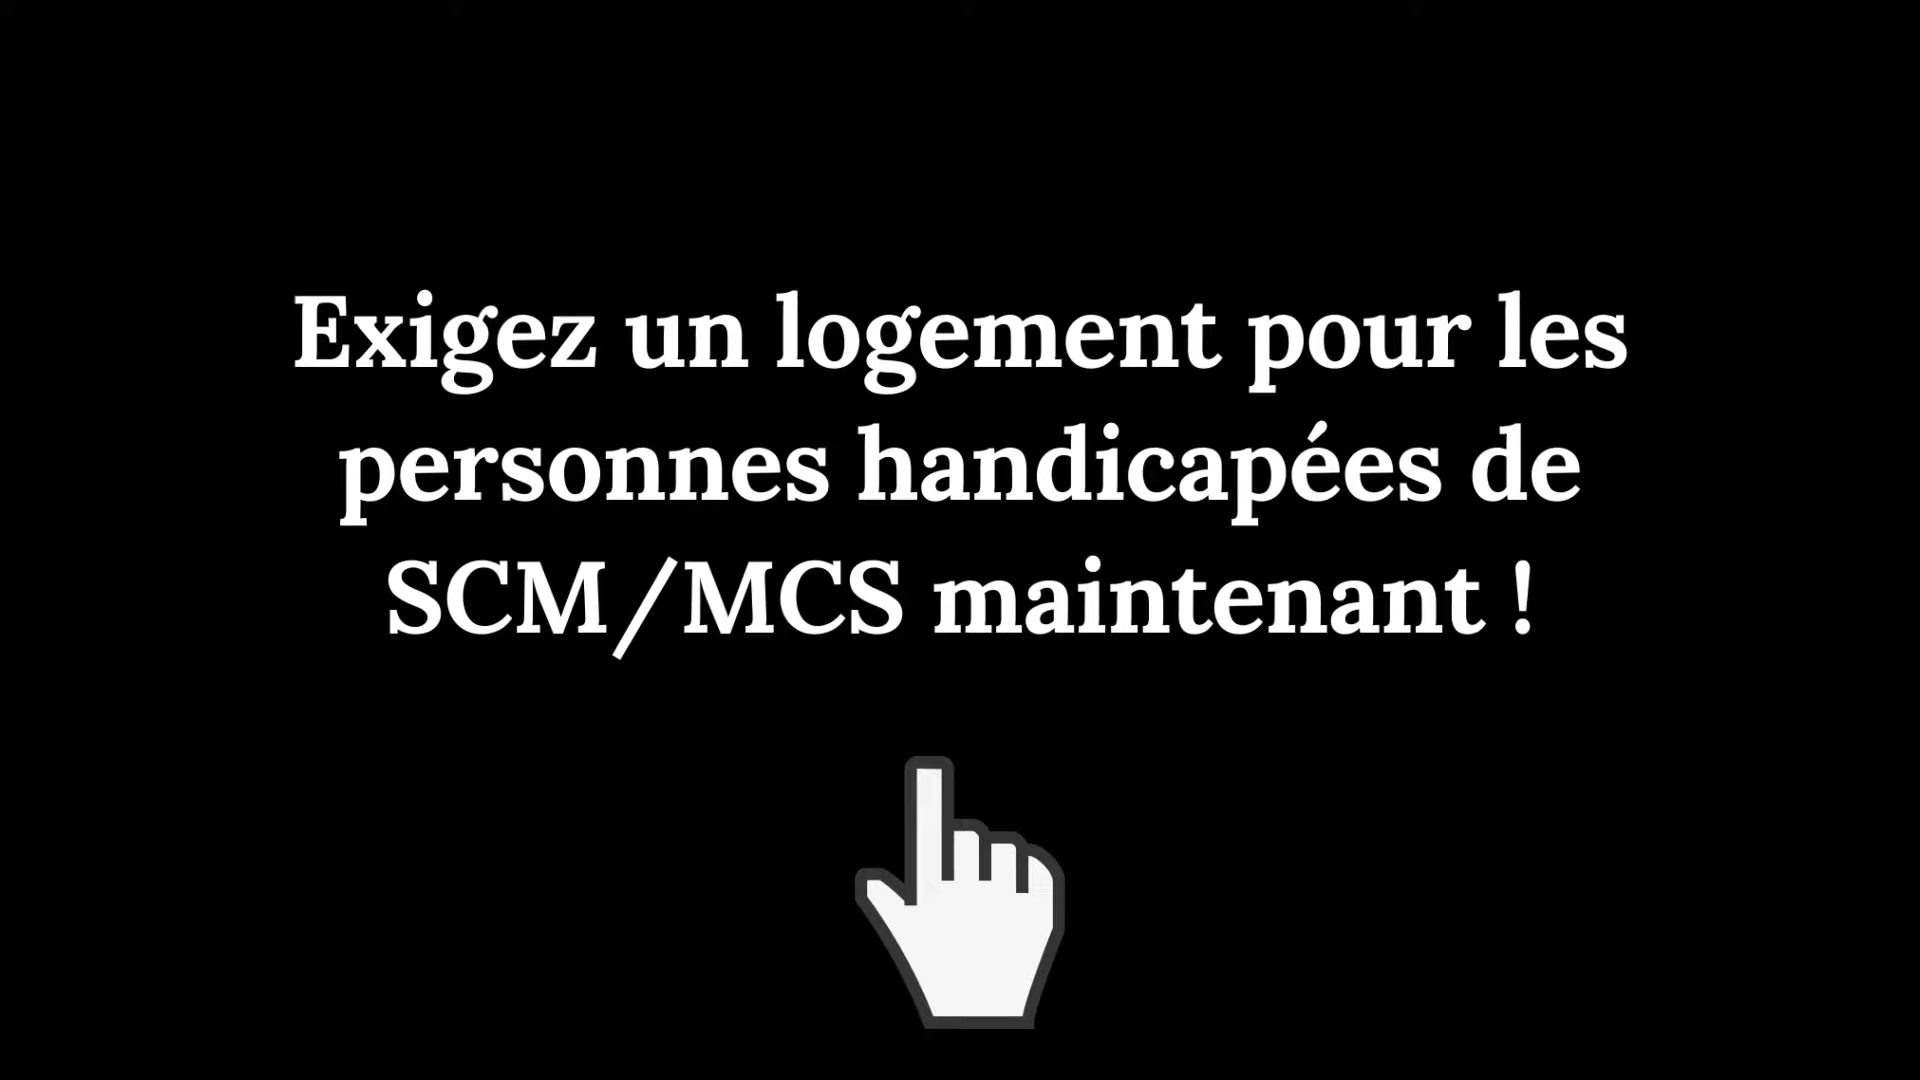 Exigez un logement pour les
personnes handicapées de
SCM/MCS maintenant !